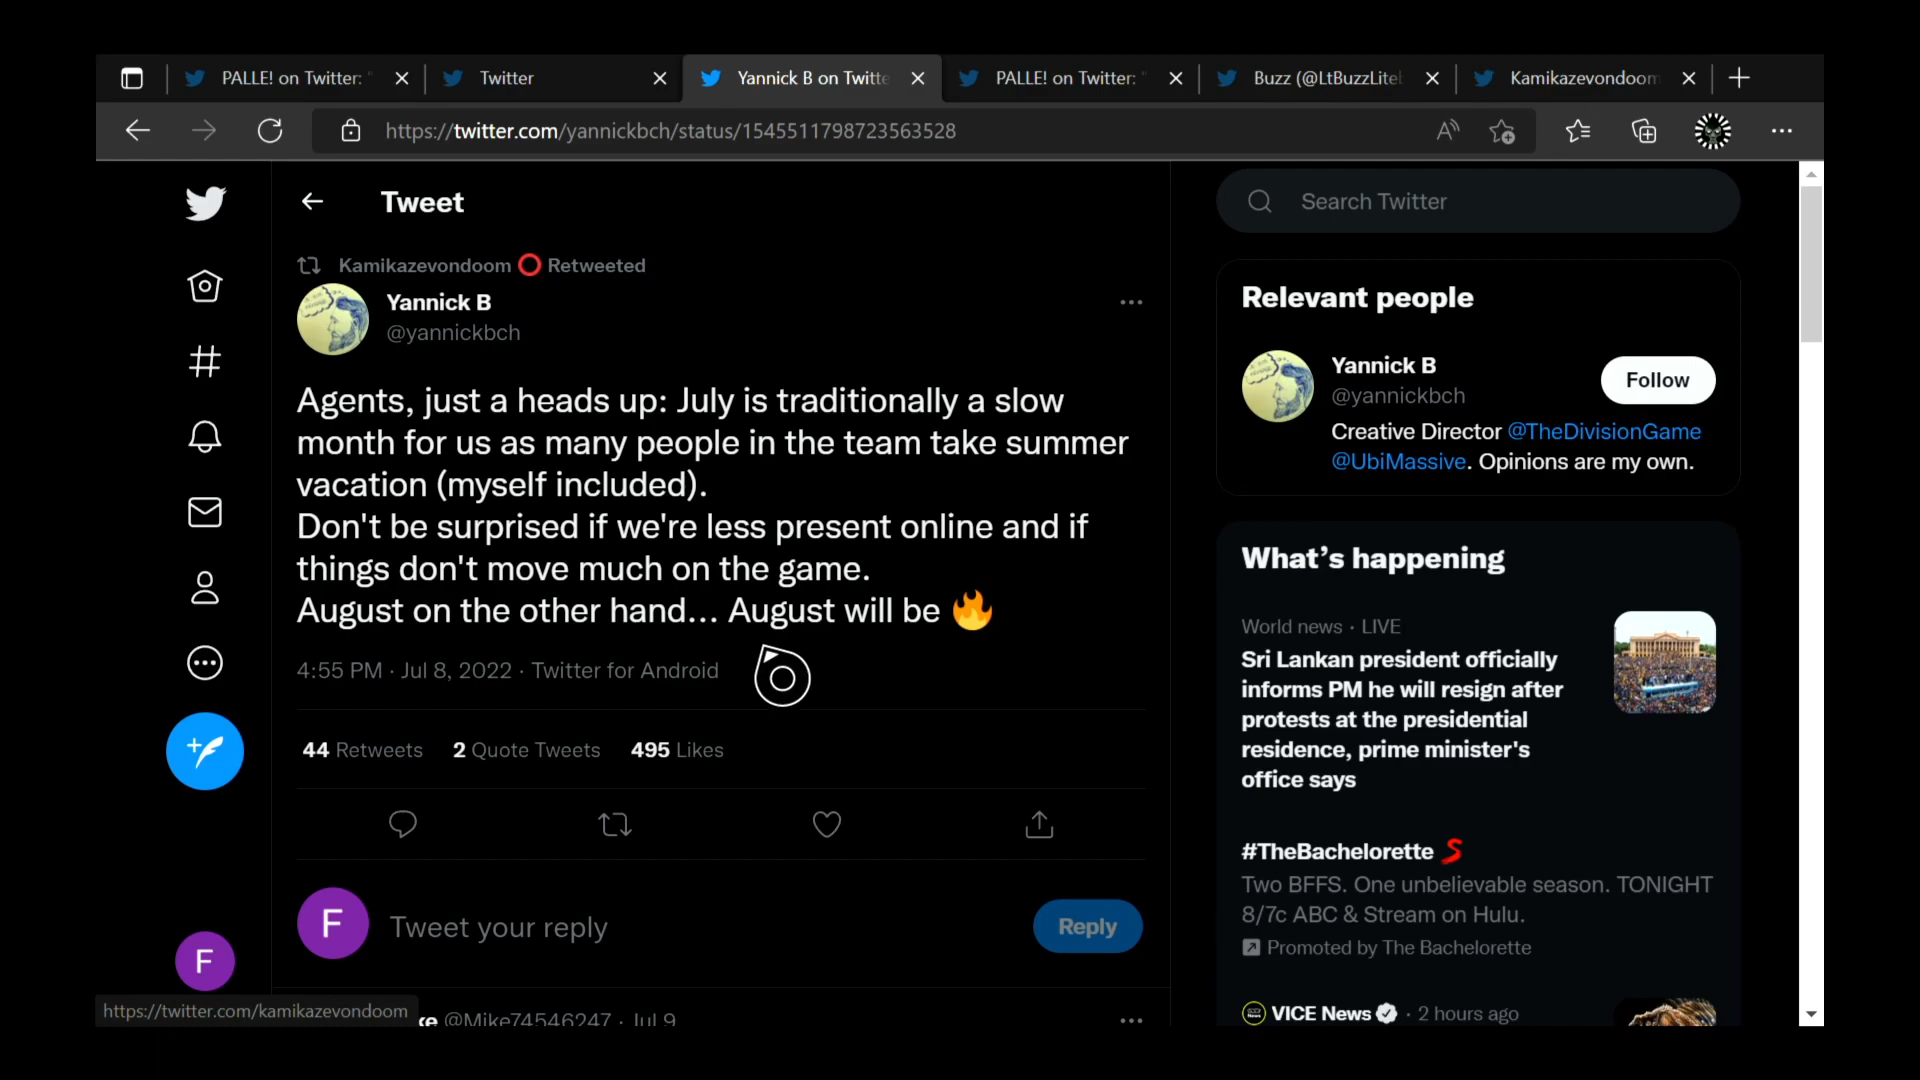 PALLE! on Twitter: "
Twitter
Yannick B on Twitte
PALLE! on Twitter: "
Buzz (@LtBuzzLite
Kamikazevondoom
https://twitter.com/yannickbch/status/1545511798723563528
Tweet
Kamikazevondoom ⭕ Retweeted
Yannick B
@yannickbch
Agents, just a heads up: July is traditionally a slow
month for us as many people in the team take summer
vacation (myself included).
Don't be surprised if we're less present online and if
things don't move much on the game.
August on the other hand... August will be 🔥
4:55 PM · Jul 8, 2022 · Twitter for Android
44 Retweets 2 Quote Tweets 495 Likes
F
Tweet your reply
Reply
F
https://twitter.com/kamikazevondoom
ke @Mike74546247 · Jul 9
Search Twitter
Relevant people
Yannick B
@yannickbch
Follow
Creative Director @TheDivisionGame
@UbiMassive. Opinions are my own.
What's happening
World news · LIVE
Sri Lankan president officially
informs PM he will resign after
protests at the presidential
residence, prime minister's
office says
#TheBachelorette
Two BFFS. One unbelievable season. TONIGHT
8/7c ABC & Stream on Hulu.
Promoted by The Bachelorette
VICE News · 2 hours ago